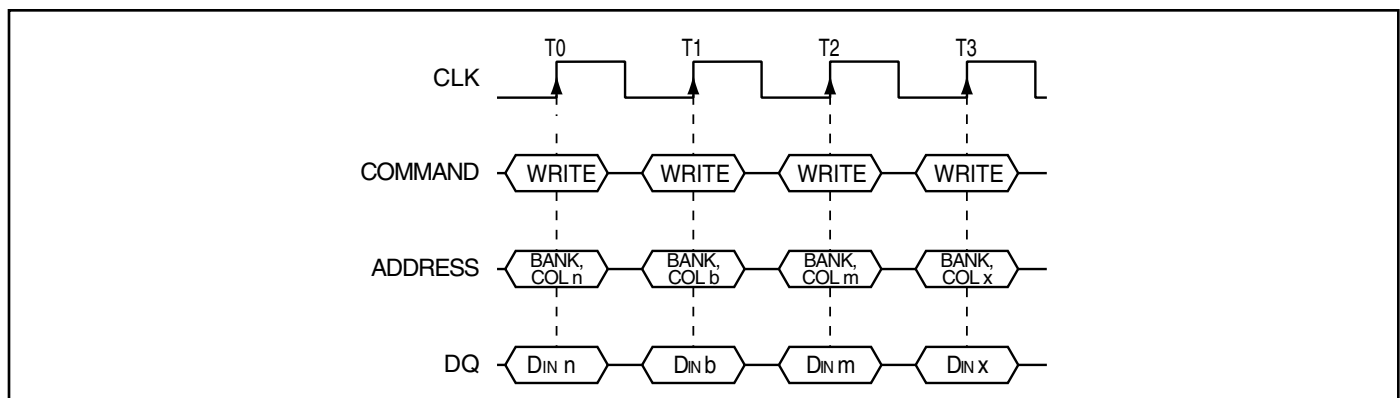 T0 T1 T2 T3
CLK
COMMAND WRITE WRITE WRITE WRITE
ADDRESS BANK, COL n BANK, COL b BANK, COL m BANK, COL x
DQ DIN n DIN b DIN m DIN x